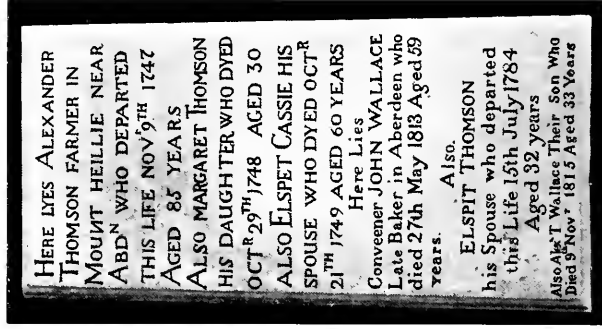 HERE LYES ALEXANDER
THOMSON FARMER IN
MOUNT HEILLIE NEAR
ABDN WHO DEPARTED
THIS LIFE NOVR 9TH 1747
AGED 85 YEARS
ALSO MARGARET THOMSON
HIS DAUGHTER WHO DYED
OCTR 29TH 1748 AGED 30
ALSO ELSPET CASSIE HIS
SPOUSE WHO DYED OCTR
21TH 1749 AGED 60 YEARS
Here Lies
Conveener JOHN WALLACE
Late Baker in Aberdeen who
died 27th May 1813 Aged 59
years.
Also.
ELSPIT THOMSON
his Spouse who departed
this Life 15th July 1784
Aged 32 years
Also Alexr T Wallace Their Son Who
Died 9th Novr 1815 Aged 33 Years